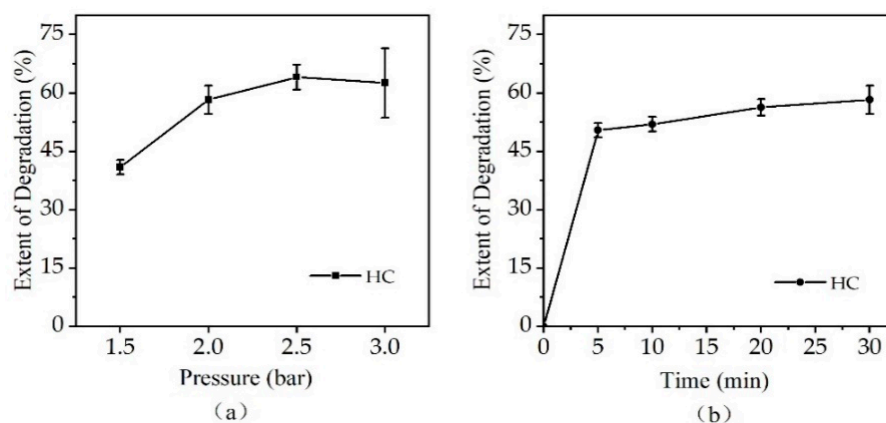 Extent of Degradation (%)
75
60
45
30
15
0
HC
1.5 2.0 2.5 3.0
Pressure (bar)
（a）
Extent of Degradation (%)
75
60
45
30
15
0
HC
0 5 10 15 20 25 30
Time (min)
（b）